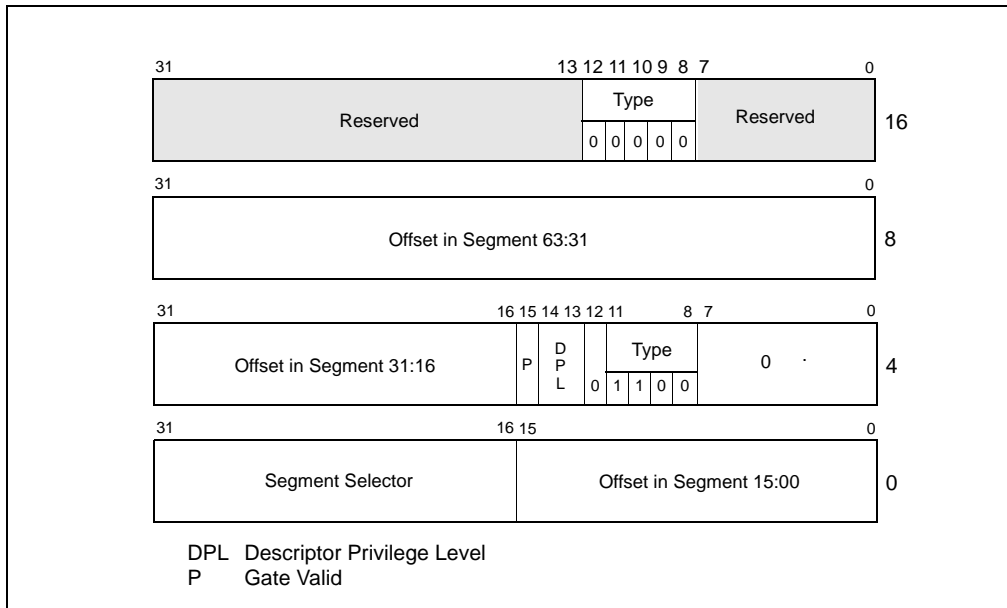 31 13 12 11 10 9 8 7 0
Type
Reserved Reserved 16
0 0 0 0 0
31 0
Offset in Segment 63:31 8
31 16 15 14 13 12 11 8 7 0
Offset in Segment 31:16 P DPL Type 0 . 4
0 1 1 0 0
31 16 15 0
Segment Selector Offset in Segment 15:00 0
DPL Descriptor Privilege Level
P Gate Valid